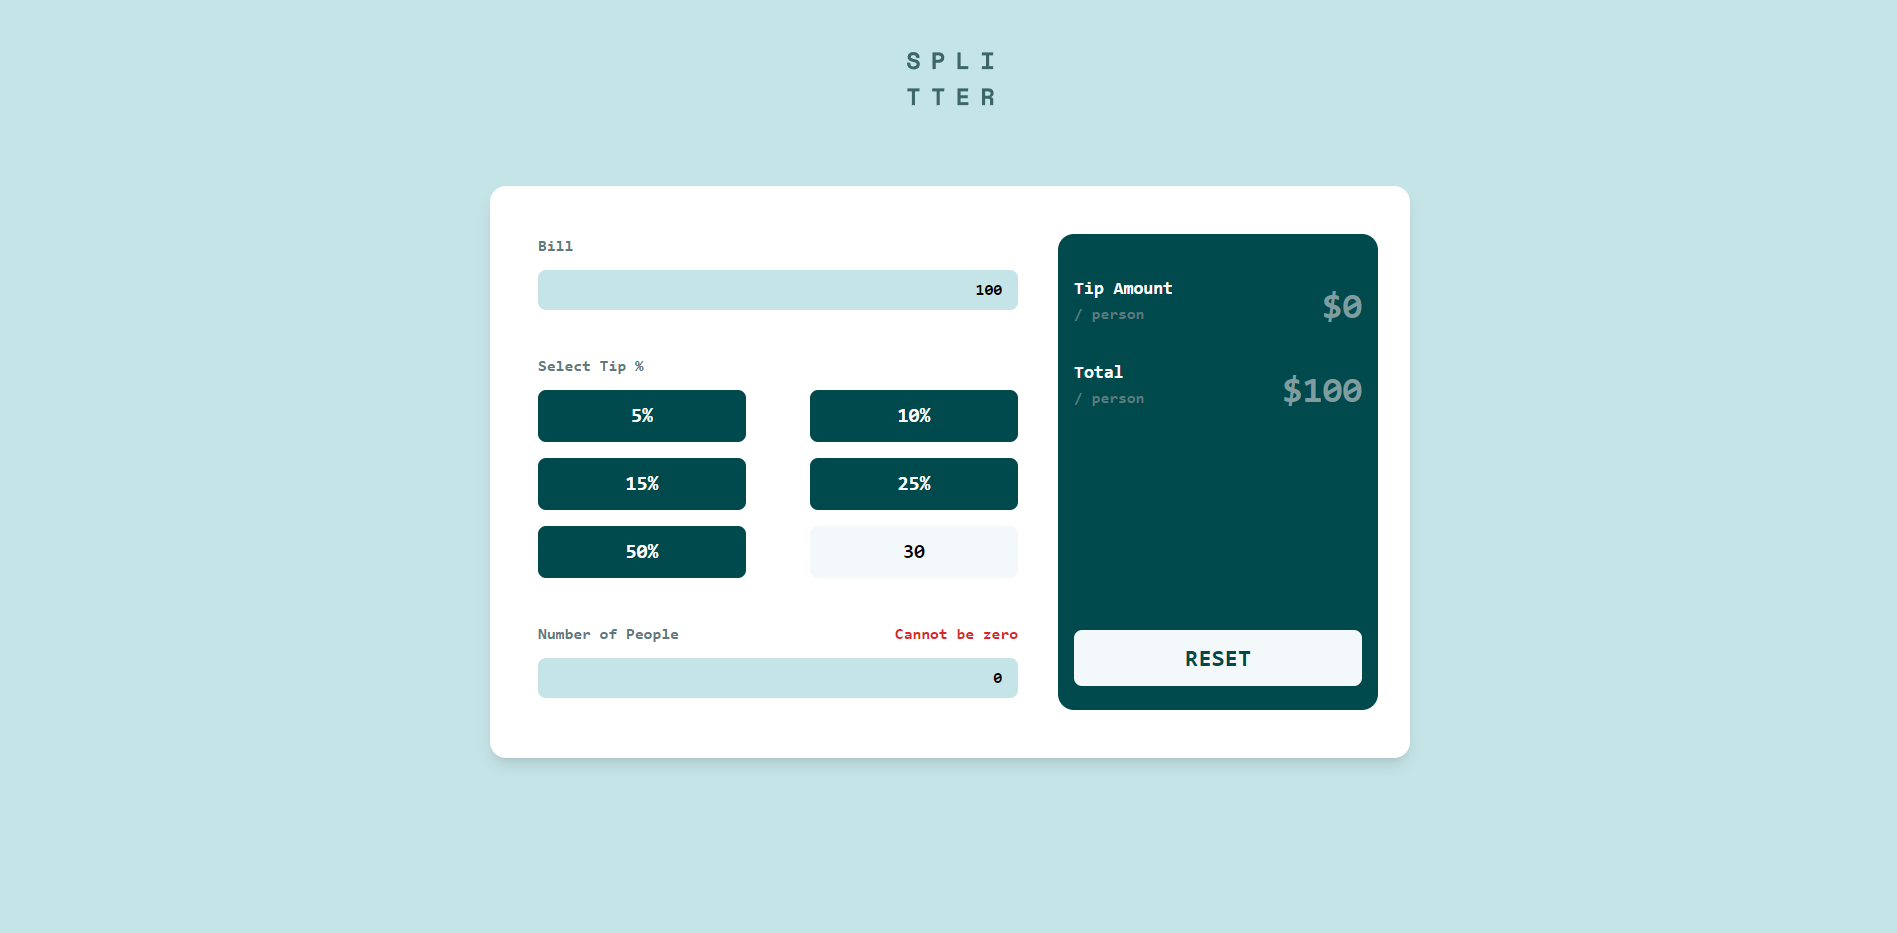 SPLI
TTER
Bill
100
Select Tip %
5%
10%
15%
25%
50%
30
Number of People
Cannot be zero
0
Tip Amount
/ person
$0
Total
/ person
$100
RESET